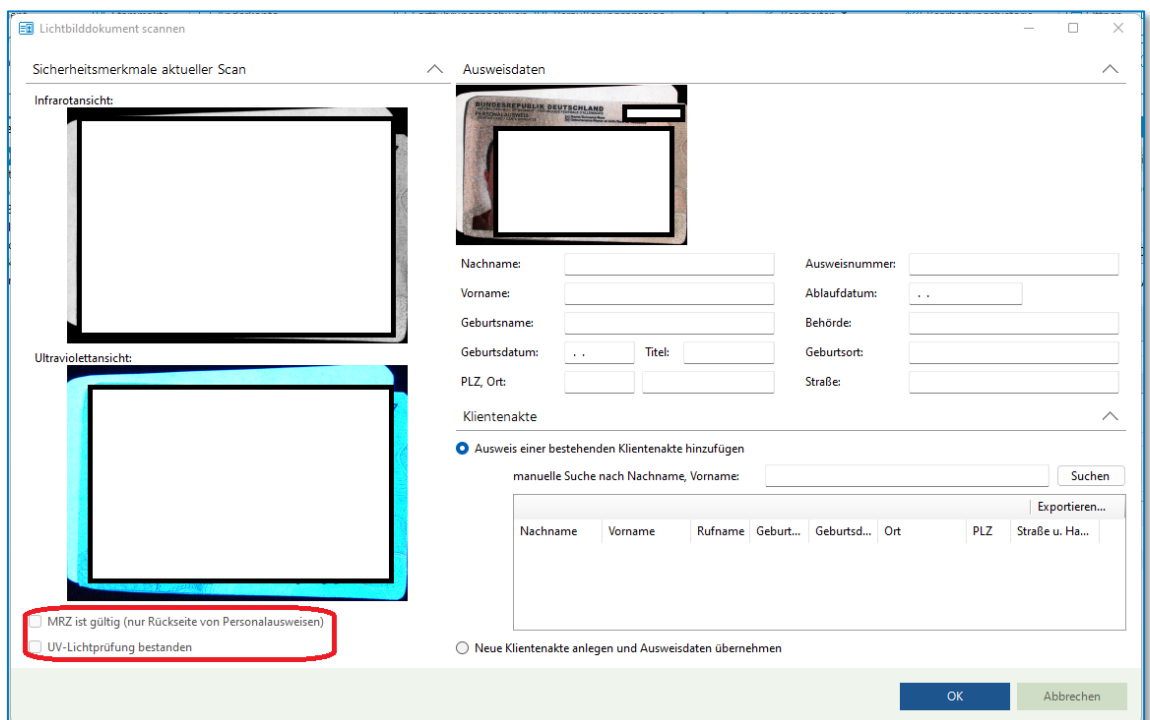 Lichtbilddokument scannen
Sicherheitsmerkmale aktueller Scan
Infrarotansicht:
Ultraviolettansicht:
MRZ ist gültig (nur Rückseite von Personalausweisen)
UV-Lichtprüfung bestanden
Ausweisdaten
BUNDESREPUBLIK DEUTSCHLAND
PERSONALAUSWEIS
Nachname:
Ausweisnummer:
Vorname:
Ablaufdatum: . .
Geburtsname:
Behörde:
Geburtsdatum: . . Titel:
Geburtsort:
PLZ, Ort:
Straße:
Klientenakte
Ausweis einer bestehenden Klientenakte hinzufügen
manuelle Suche nach Nachname, Vorname:
Suchen
Exportieren...
Nachname Vorname Rufname Geburt... Geburtsd... Ort PLZ Straße u. Ha...
Neue Klientenakte anlegen und Ausweisdaten übernehmen
OK Abbrechen